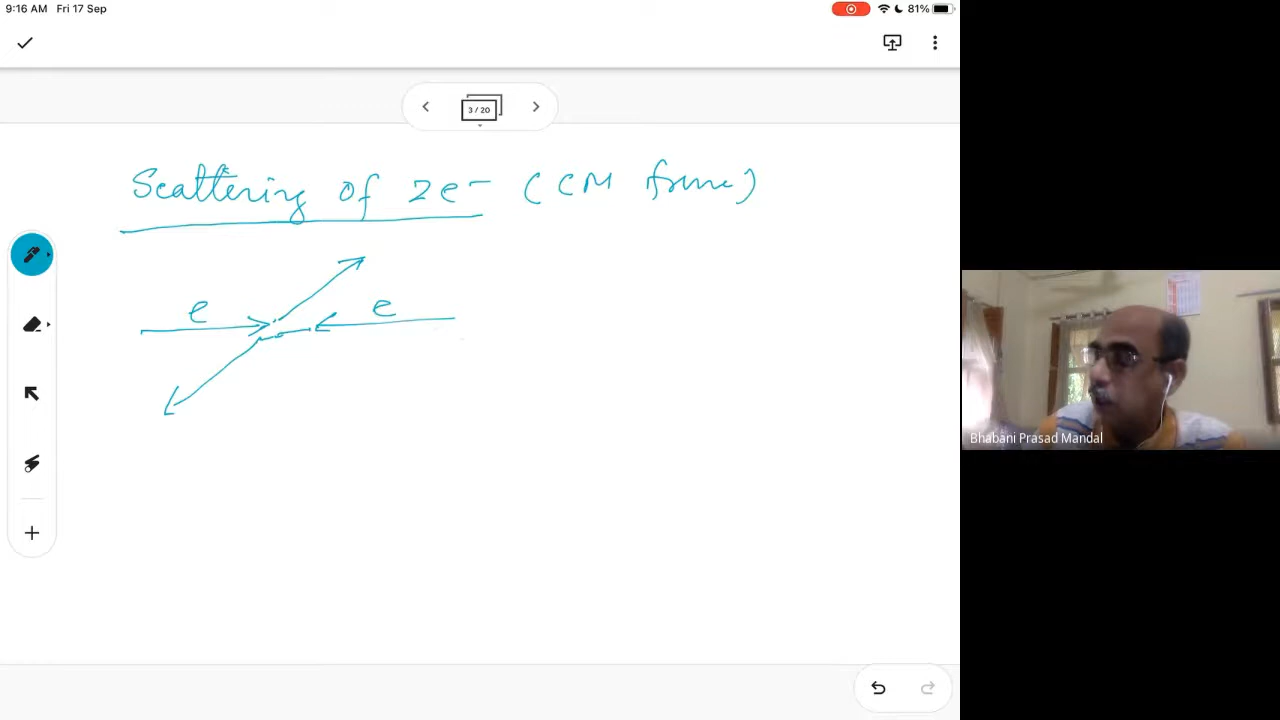 9:16 AM Fri 17 Sep
81%
3 / 20
Scattering of 2e- (CM frame)
e e
Bhabani Prasad Mandal